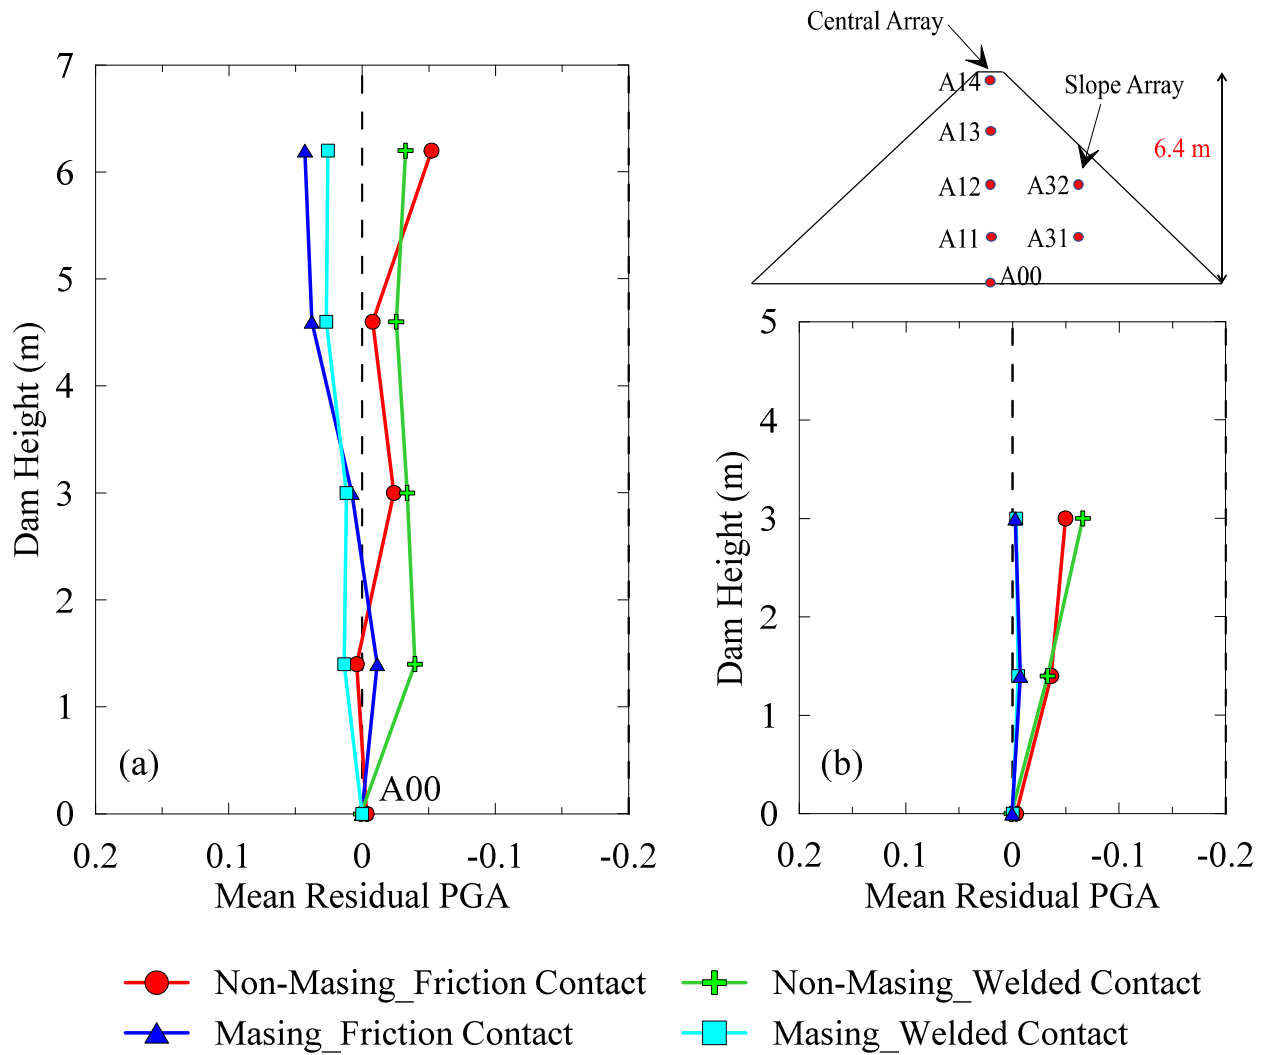 Central Array
A14
Slope Array
A13
6.4 m
A12
A32
A11
A31
A00
7
6
5
4
3
2
1
0
Dam Height (m)
(a)
A00
0.2
0.1
0
-0.1
-0.2
Mean Residual PGA
5
4
3
2
1
0
Dam Height (m)
(b)
0.2
0.1
0
-0.1
-0.2
Mean Residual PGA
Non-Masing_Friction Contact
Non-Masing_Welded Contact
Masing_Friction Contact
Masing_Welded Contact